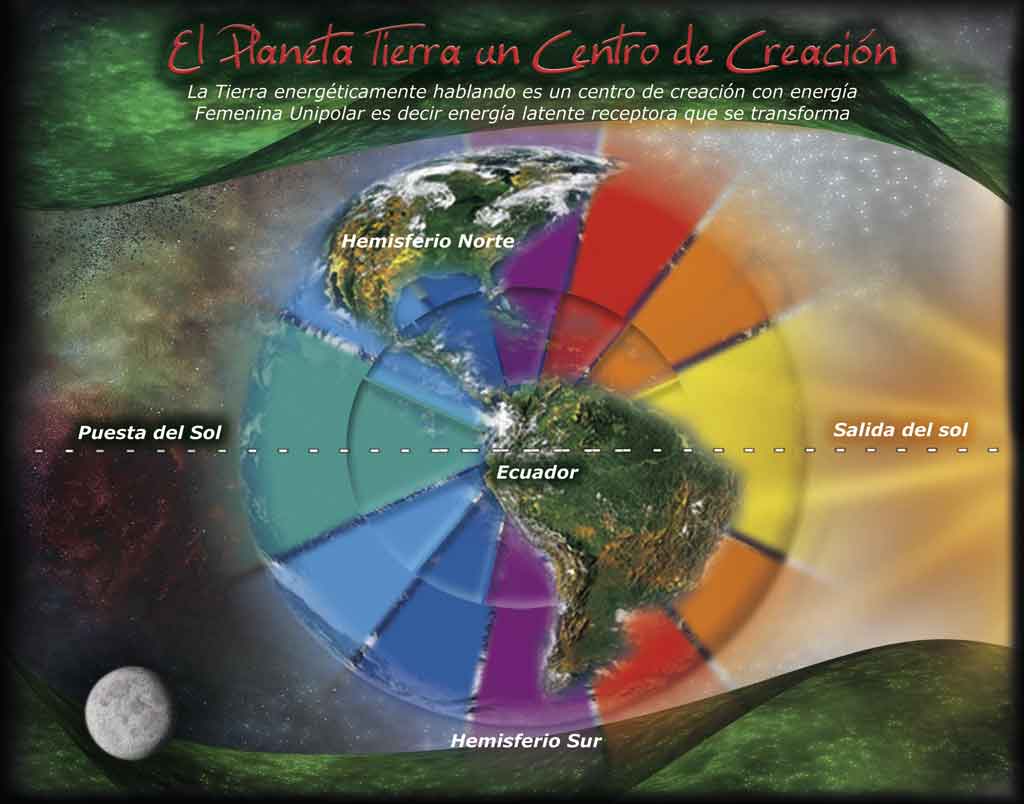 El Planeta Tierra un Centro de Creación
La Tierra energéticamente hablando es un centro de creación con energía
Femenina Unipolar es decir energía latente receptora que se transforma
Hemisferio Norte
Puesta del Sol
Salida del sol
Ecuador
Hemisferio Sur